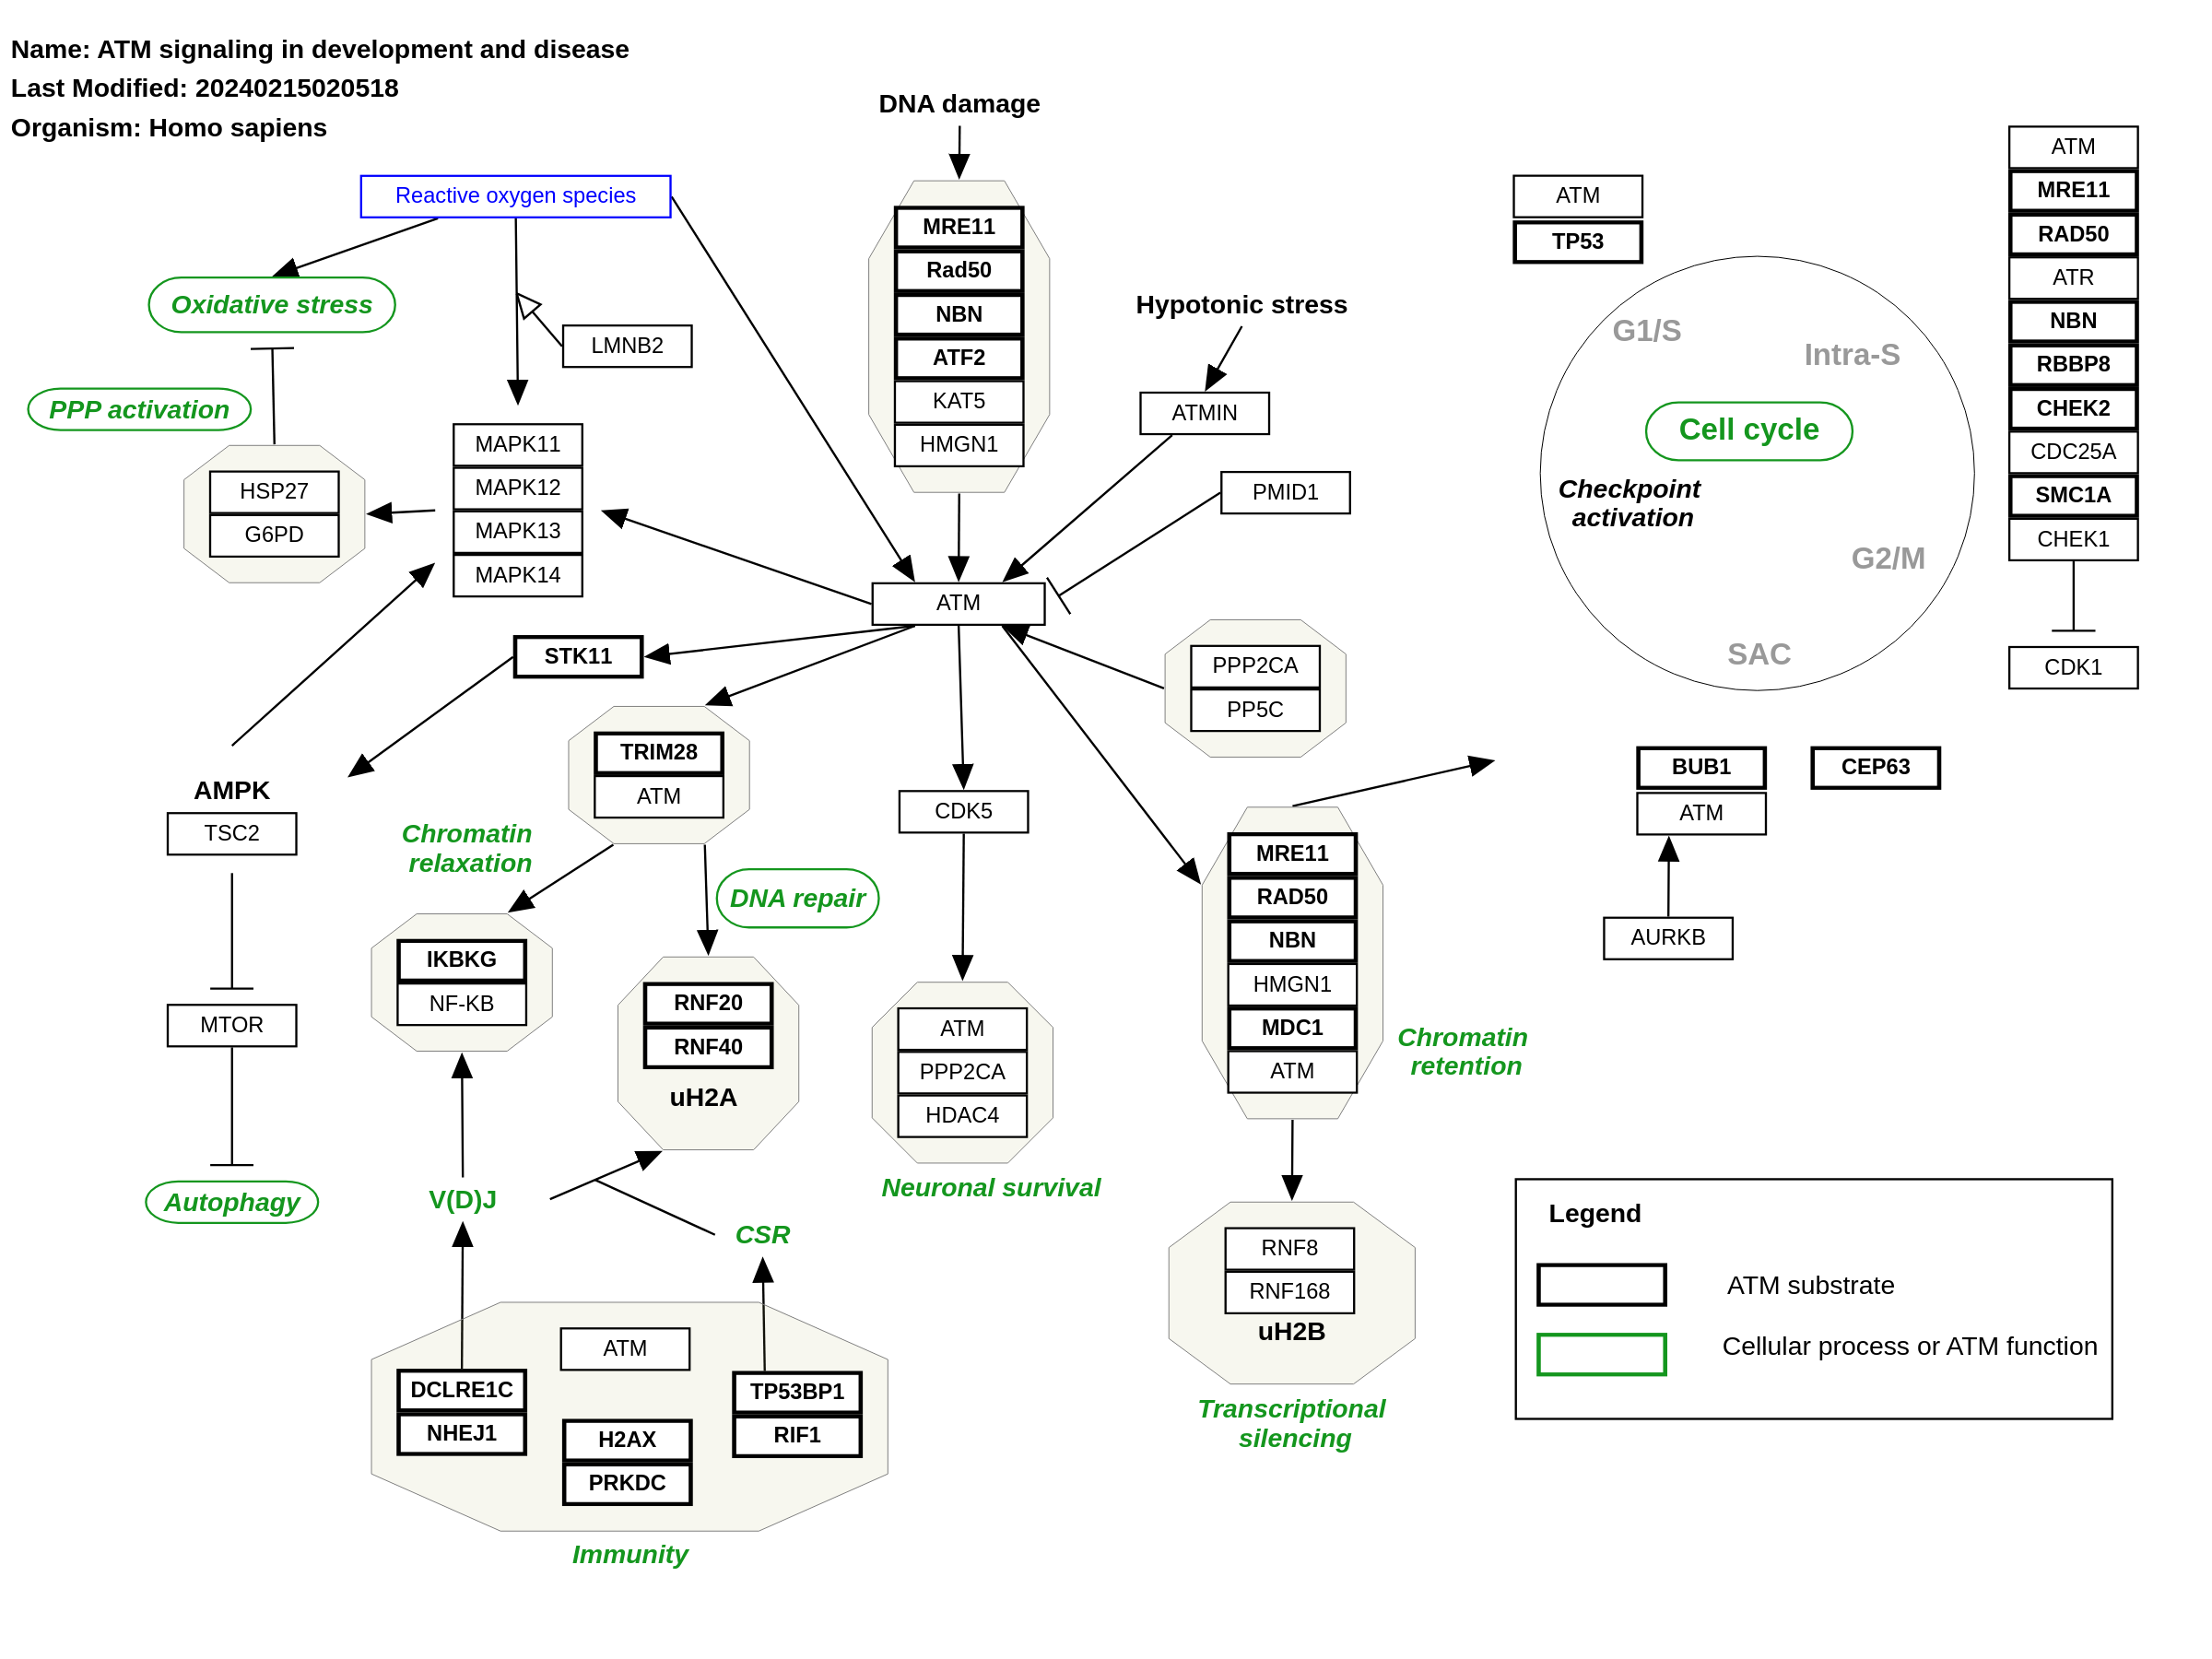 Name: ATM signaling in development and disease
Last Modified: 20240215020518
Organism: Homo sapiens
DNA damage
Reactive oxygen species
Oxidative stress
LMNB2
PPP activation
HSP27
G6PD
MAPK11
MAPK12
MAPK13
MAPK14
MRE11
Rad50
NBN
ATF2
KAT5
HMGN1
Hypotonic stress
ATMIN
PMID1
ATM
STK11
PPP2CA
PP5C
ATM
TP53
G1/S
Intra-S
Cell cycle
Checkpoint
activation
G2/M
SAC
ATM
MRE11
RAD50
ATR
NBN
RBBP8
CHEK2
CDC25A
SMC1A
CHEK1
CDK1
BUB1
ATM
CEP63
AURKB
AMPK
TSC2
MTOR
Autophagy
TRIM28
ATM
Chromatin
relaxation
DNA repair
IKBKG
NF-KB
RNF20
RNF40
uH2A
CDK5
ATM
PPP2CA
HDAC4
Neuronal survival
MRE11
RAD50
NBN
HMGN1
MDC1
ATM
Chromatin
retention
V(D)J
CSR
ATM
DCLRE1C
NHEJ1
H2AX
PRKDC
TP53BP1
RIF1
Immunity
RNF8
RNF168
uH2B
Transcriptional
silencing
Legend
ATM substrate
Cellular process or ATM function